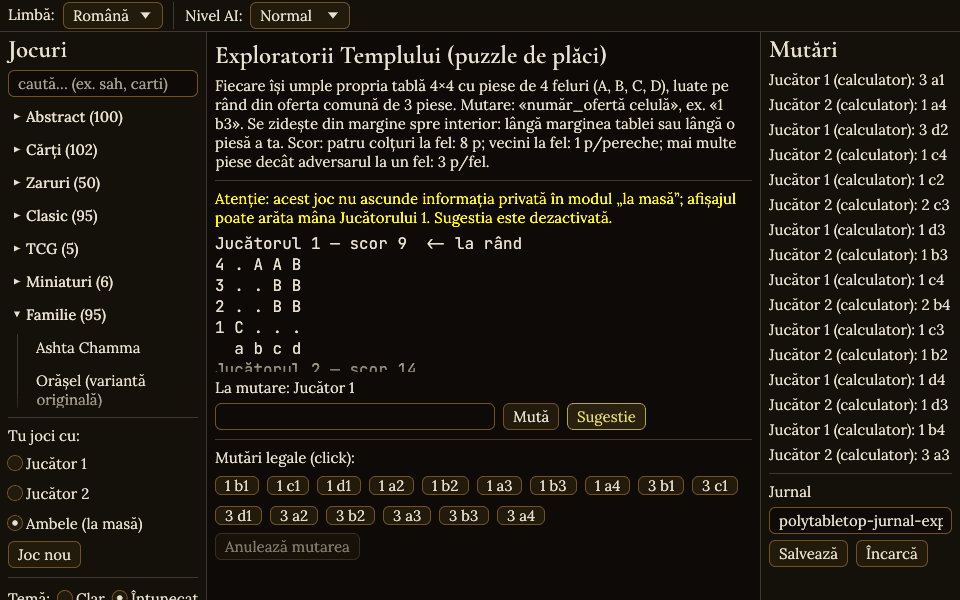 Limbă: Română ▼ Nivel AI: Normal ▼
Jocuri
caută... (ex. sah, carti)
▸ Abstract (100)
▸ Cărți (102)
▸ Zaruri (50)
▸ Clasic (95)
▸ TCG (5)
▸ Miniaturi (6)
▾ Familie (95)
Ashta Chamma
Orășel (variantă
originală)
Tu joci cu:
Jucător 1
Jucător 2
Ambele (la masă)
Joc nou
Temă: Clar Întunecat
Exploratorii Templului (puzzle de plăci)
Fiecare își umple propria tablă 4×4 cu piese de 4 feluri (A, B, C, D), luate pe
rând din oferta comună de 3 piese. Mutare: «număr_ofertă celulă», ex. «1
b3». Se zidește din margine spre interior: lângă marginea tablei sau lângă o
piesă a ta. Scor: patru colțuri la fel: 8 p; vecini la fel: 1 p/pereche; mai multe
piese decât adversarul la un fel: 3 p/fel.
Atenție: acest joc nu ascunde informația privată în modul „la masă”; afișajul
poate arăta mâna Jucătorului 1. Sugestia este dezactivată.
Jucătorul 1 — scor 9 ← la rând
4 . A A B
3 . . B B
2 . . B B
1 C . . .
a b c d
Jucătorul 2 — scor 14
La mutare: Jucător 1
Mută Sugestie
Mutări legale (click):
1 b1 1 c1 1 d1 1 a2 1 b2 1 a3 1 b3 1 a4 3 b1 3 c1
3 d1 3 a2 3 b2 3 a3 3 b3 3 a4
Anulează mutarea
Mutări
Jucător 1 (calculator): 3 a1
Jucător 2 (calculator): 1 a4
Jucător 1 (calculator): 3 d2
Jucător 2 (calculator): 1 c4
Jucător 1 (calculator): 1 c2
Jucător 2 (calculator): 2 c3
Jucător 1 (calculator): 1 d3
Jucător 2 (calculator): 1 b3
Jucător 1 (calculator): 1 c4
Jucător 2 (calculator): 2 b4
Jucător 1 (calculator): 1 c3
Jucător 2 (calculator): 1 b2
Jucător 1 (calculator): 1 d4
Jucător 2 (calculator): 1 d3
Jucător 1 (calculator): 1 b4
Jucător 2 (calculator): 3 a3
Jurnal
polytabletop-jurnal-exp
Salvează Încarcă